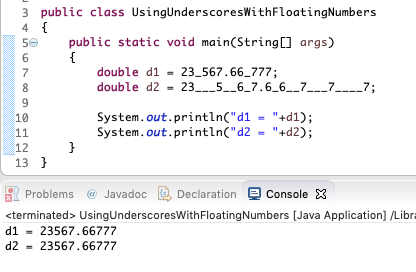 3 public class UsingUnderscoresWithFloatingNumbers
4 {
5 public static void main(String[] args)
6 {
7 double d1 = 23_567.66_777;
8 double d2 = 23___5__6_7.6_6__7___7____7;
9
10 System.out.println("d1 = "+d1);
11 System.out.println("d2 = "+d2);
12 }
13 }
Problems @ Javadoc Declaration Console
<terminated> UsingUnderscoresWithFloatingNumbers [Java Application] /Libra
d1 = 23567.66777
d2 = 23567.66777